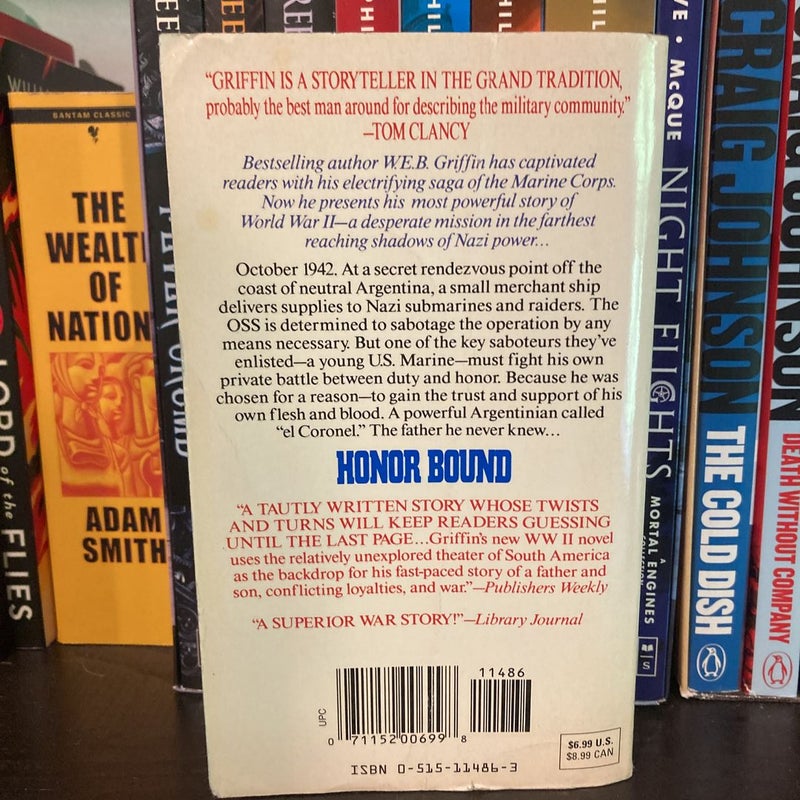 "GRIFFIN IS A STORYTELLER IN THE GRAND TRADITION,
probably the best man around for describing the military community."
—TOM CLANCY
Bestselling author W.E.B. Griffin has captivated
readers with his electrifying saga of the Marine Corps.
Now he presents his most powerful story of
World War II—a desperate mission in the farthest
reaching shadows of Nazi power...
October 1942. At a secret rendezvous point off the
coast of neutral Argentina, a small merchant ship
delivers supplies to Nazi submarines and raiders. The
OSS is determined to sabotage the operation by any
means necessary. But one of the key saboteurs they've
enlisted—a young U.S. Marine—must fight his own
private battle between duty and honor. Because he was
chosen for a reason—to gain the trust and support of his
own flesh and blood. A powerful Argentinian called
"el Coronel." The father he never knew...
HONOR BOUND
"A TAUTLY WRITTEN STORY WHOSE TWISTS
AND TURNS WILL KEEP READERS GUESSING
UNTIL THE LAST PAGE...Griffin's new WW II novel
uses the relatively unexplored theater of South America
as the backdrop for his fast-paced story of a father and
son, conflicting loyalties, and war."—Publishers Weekly
"A SUPERIOR WAR STORY!"—Library Journal
11486
UPC
0 71152 00699 8
ISBN 0-515-11486-3
$6.99 U.S.
$8.99 CAN
LORD of the FLIES
BANTAM CLASSIC
THE
WEALT
OF
NATION
ADAM
SMITH
McQUE
NIGHT FLIGHTS
MORTAL ENGINES
S
CRAIG JOHNSON
THE COLD DISH
JOHNSON
DEATH WITHOUT COMPANY